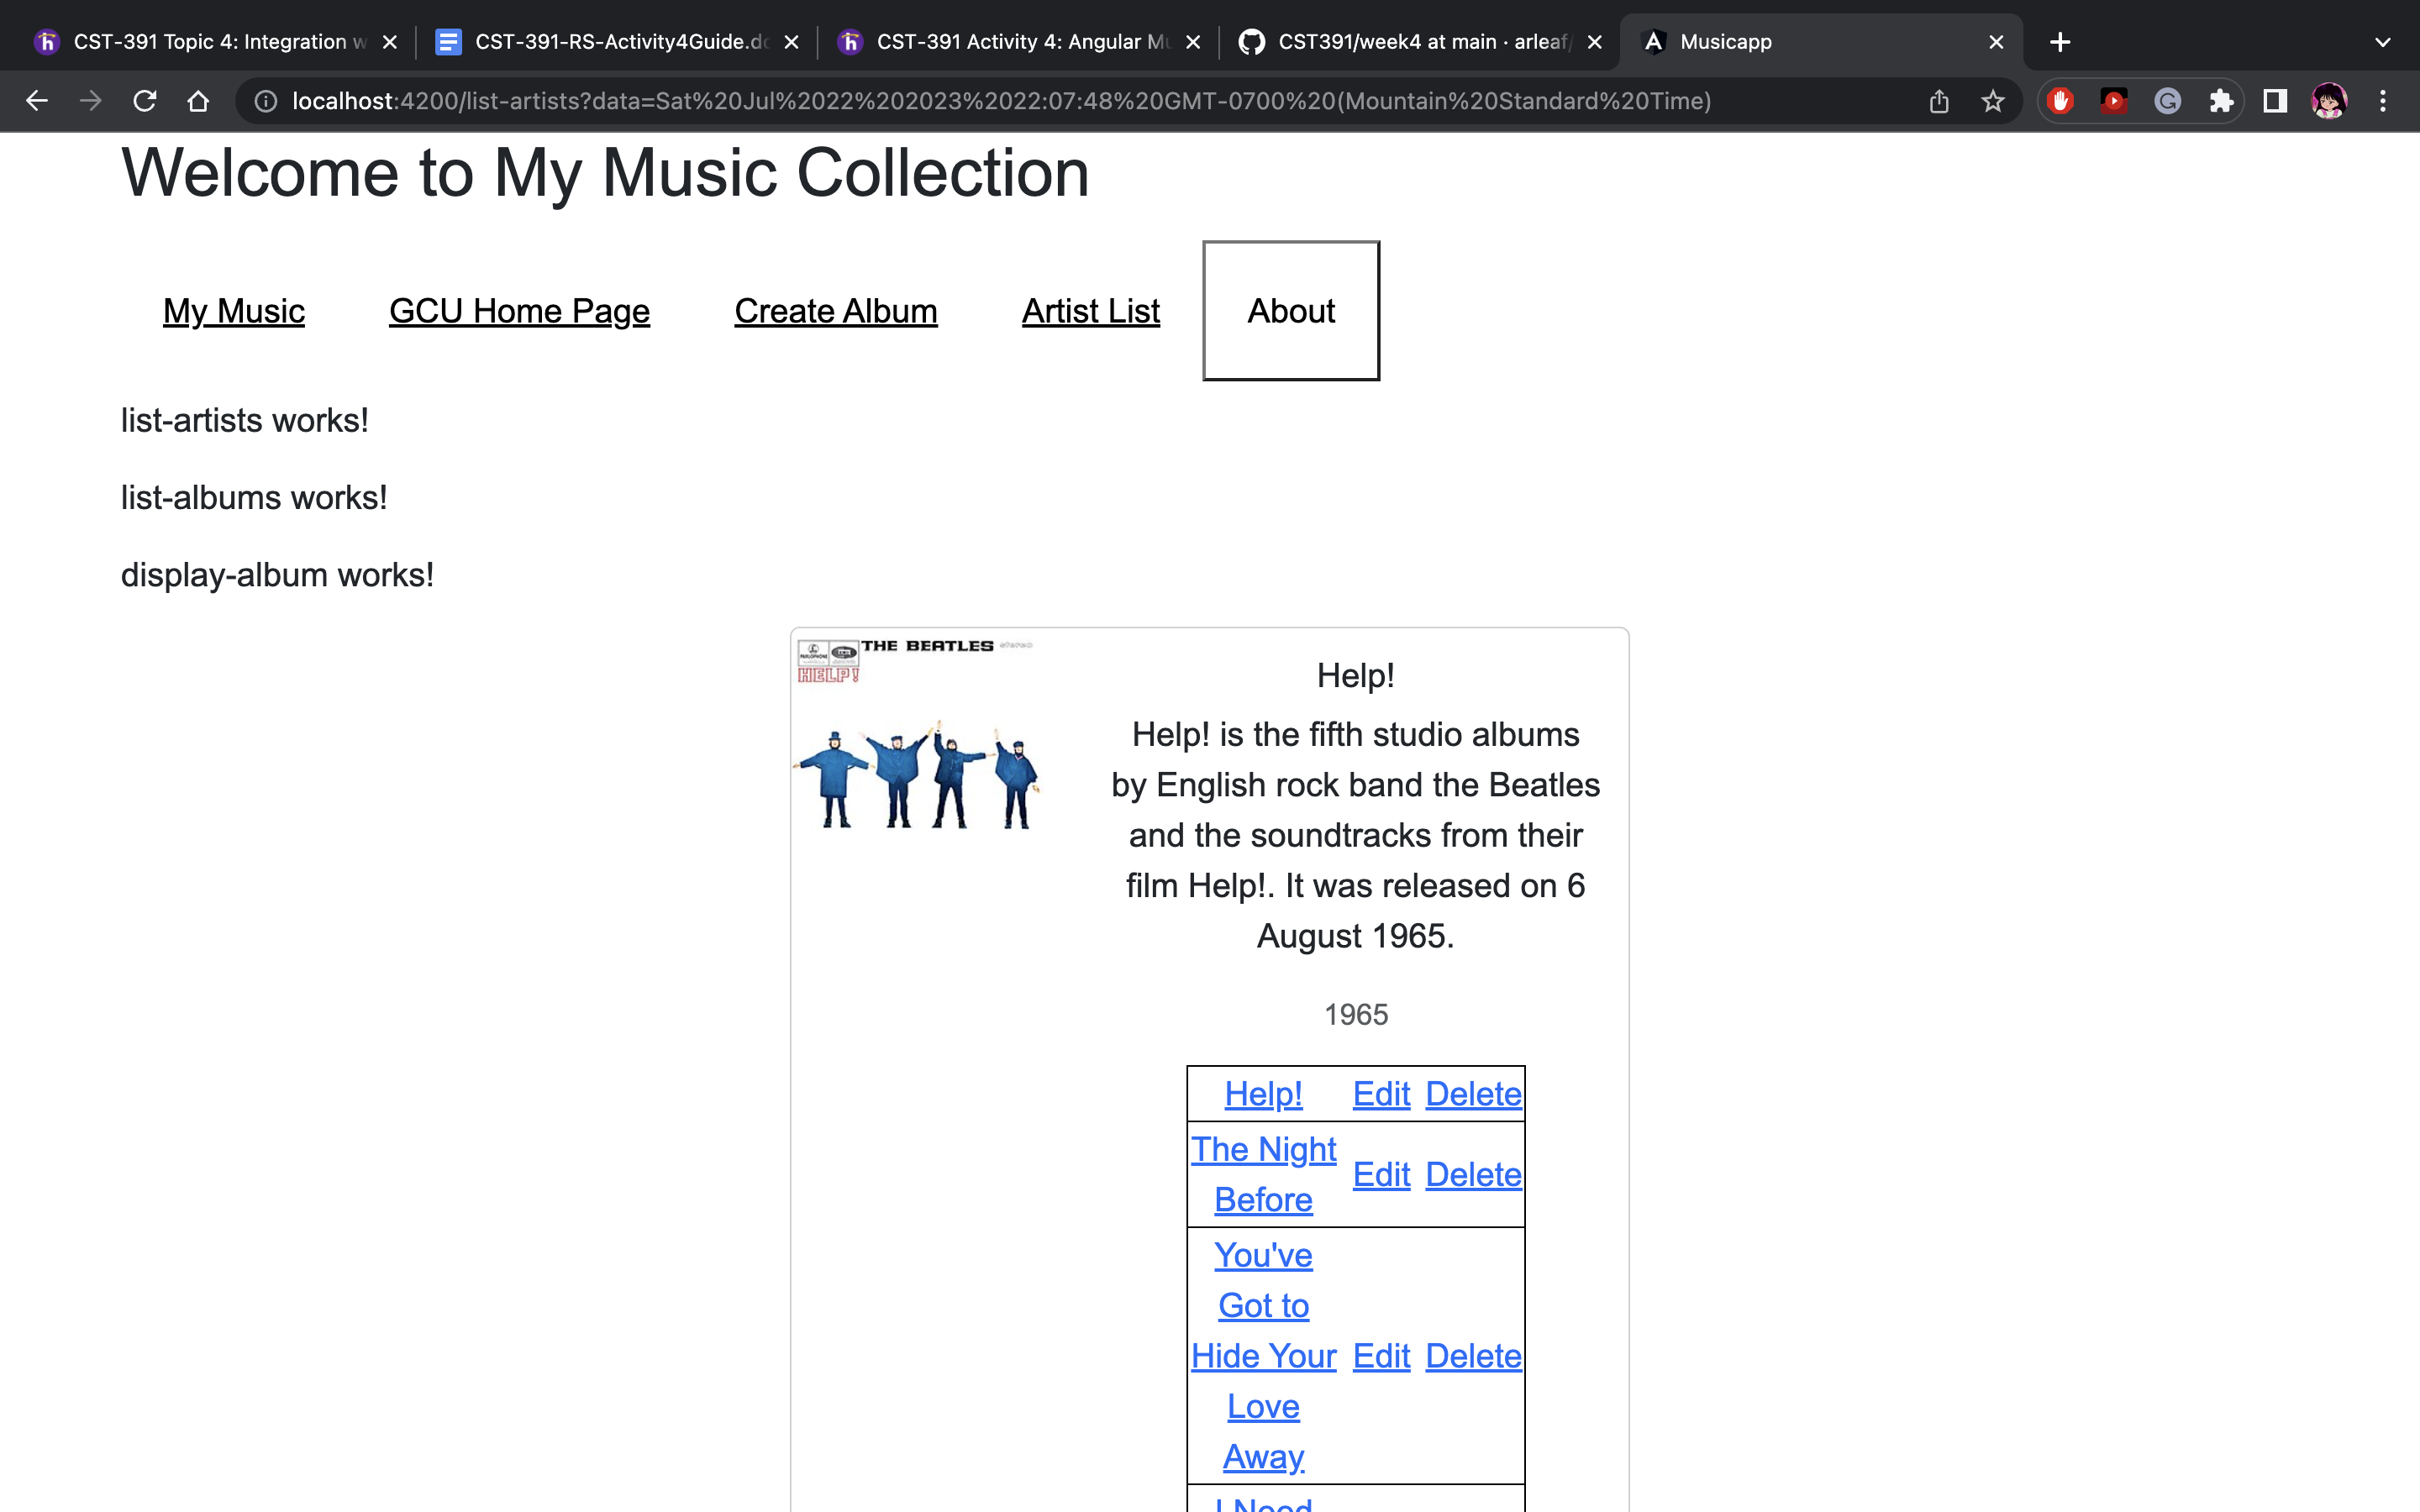 CST-391 Topic 4: Integration w
CST-391-RS-Activity4Guide.do
CST-391 Activity 4: Angular Mu
CST391/week4 at main · arleaf/
Musicapp
localhost:4200/list-artists?data=Sat%20Jul%2022%202023%2022:07:48%20GMT-0700%20(Mountain%20Standard%20Time)
Welcome to My Music Collection
My Music GCU Home Page Create Album Artist List About
list-artists works!
list-albums works!
display-album works!
THE BEATLES stereo
PARLOPHONE
HELP!
Help!
Help! is the fifth studio albums
by English rock band the Beatles
and the soundtracks from their
film Help!. It was released on 6
August 1965.
1965
Help! Edit Delete
The Night
Before
Edit Delete
You've
Got to
Hide Your
Love
Away
Edit Delete
I Need